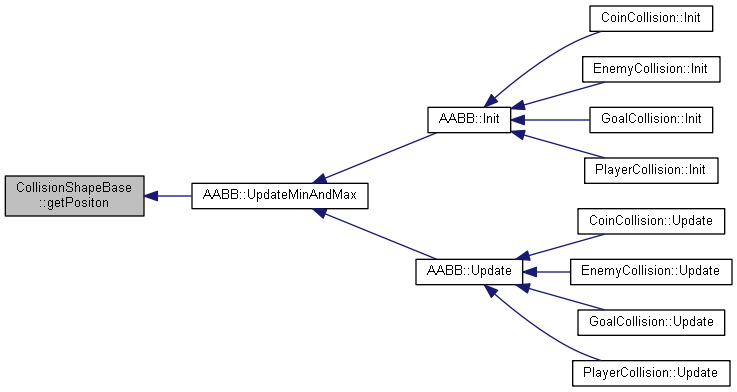 CollisionShapeBase
::getPositon
AABB::UpdateMinAndMax
AABB::Init
CoinCollision::Init
EnemyCollision::Init
GoalCollision::Init
PlayerCollision::Init
AABB::Update
CoinCollision::Update
EnemyCollision::Update
GoalCollision::Update
PlayerCollision::Update